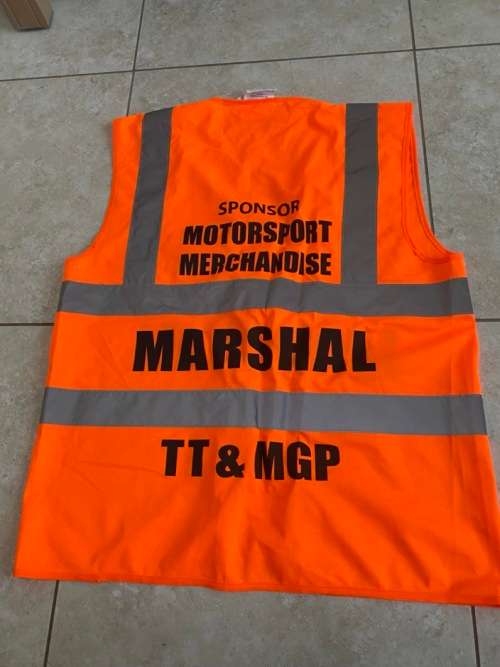 SPONSOR
MOTORSPORT
MERCHANDISE
MARSHAL
TT & MGP